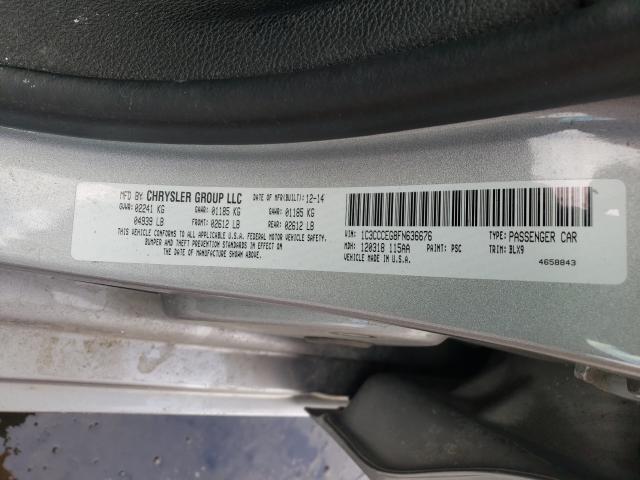 MFD BY CHRYSLER GROUP LLC DATE OF MFR(BUILT): 12-14
GVWR: 02241 KG GAWR: 01185 KG GAWR: 01185 KG
04939 LB FRONT: 02612 LB REAR: 02612 LB
THIS VEHICLE CONFORMS TO ALL APPLICABLE U.S.A. FEDERAL MOTOR VEHICLE SAFETY,
BUMPER AND THEFT PREVENTION STANDARDS IN EFFECT ON
THE DATE OF MANUFACTURE SHOWN ABOVE.
VIN: 1C3CCCEG8FN636676 TYPE: PASSENGER CAR
MDH: 120318 115AA PAINT: PSC TRIM: BLX9
VEHICLE MADE IN U.S.A. 4658843